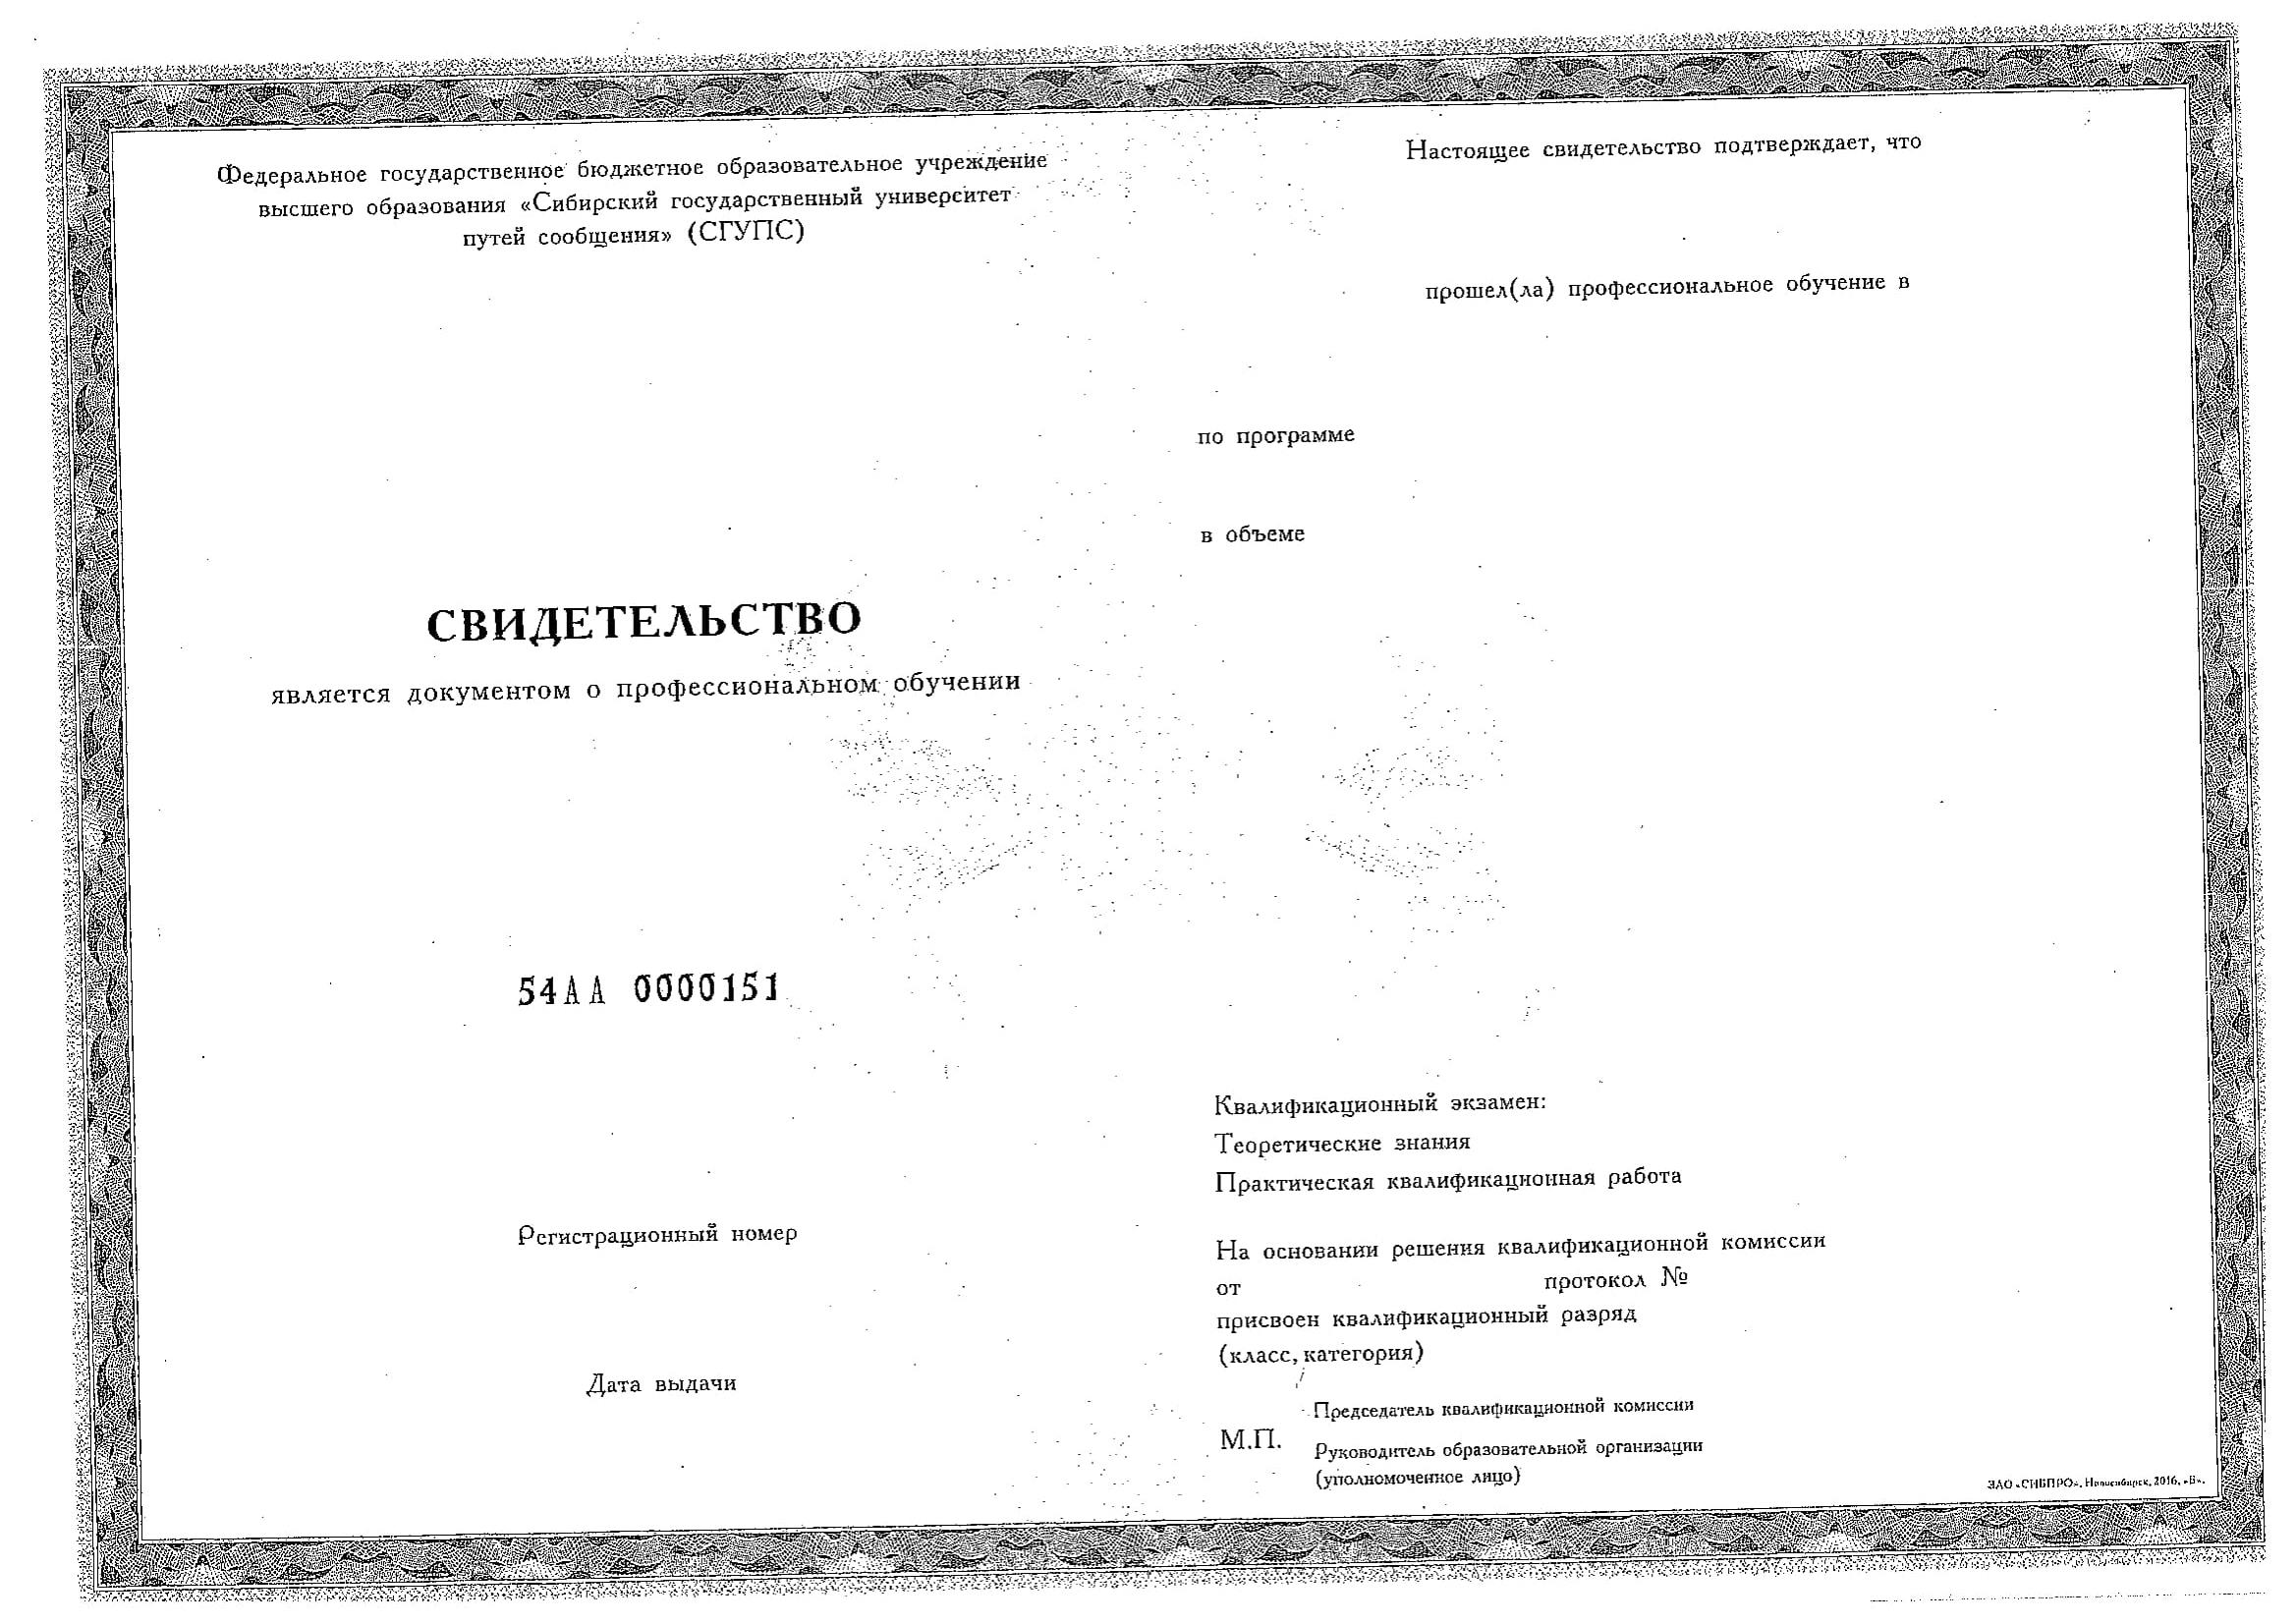 Федеральное государственное бюджетное образовательное учреждение
высшего образования «Сибирский государственный университет
путей сообщения» (СГУПС)
СВИДЕТЕЛЬСТВО
является документом о профессиональном обучении
54АА 0000151
Регистрационный номер
Дата выдачи
Настоящее свидетельство подтверждает, что
прошел(ла) профессиональное обучение в
по программе
в объеме
Квалификационный экзамен:
Теоретические знания
Практическая квалификационная работа
На основании решения квалификационной комиссии
от протокол №
присвоен квалификационный разряд
(класс, категория)
Председатель квалификационной комиссии
М.П.
Руководитель образовательной организации
(уполномоченное лицо)
ЗАО «СИБПРО», Новосибирск, 2016, «В».